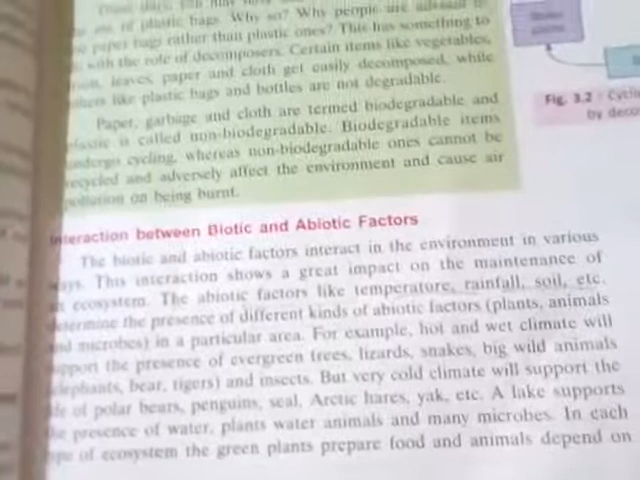 of plastic bags. Why so? Why people are advised to
paper bags rather than plastic ones? This has something to
with the role of decomposers. Certain items like vegetables,
leaves, paper and cloth get easily decomposed, while
others like plastic bags and bottles are not degradable.
Paper, garbage and cloth are termed biodegradable and
plastic is called non-biodegradable. Biodegradable items
undergo cycling, whereas non-biodegradable ones cannot be
recycled and adversely affect the environment and cause air
pollution on being burnt.
Fig. 3.2 : Cycli
by deco
Interaction between Biotic and Abiotic Factors
The biotic and abiotic factors interact in the environment in various
ways. This interaction shows a great impact on the maintenance of
an ecosystem. The abiotic factors like temperature, rainfall, soil, etc.
determine the presence of different kinds of abiotic factors (plants, animals
and microbes) in a particular area. For example, hot and wet climate will
support the presence of evergreen trees, lizards, snakes, big wild animals
(elephants, bear, tigers) and insects. But very cold climate will support the
life of polar bears, penguins, seal, Arctic hares, yak, etc. A lake supports
the presence of water, plants water animals and many microbes. In each
type of ecosystem the green plants prepare food and animals depend on